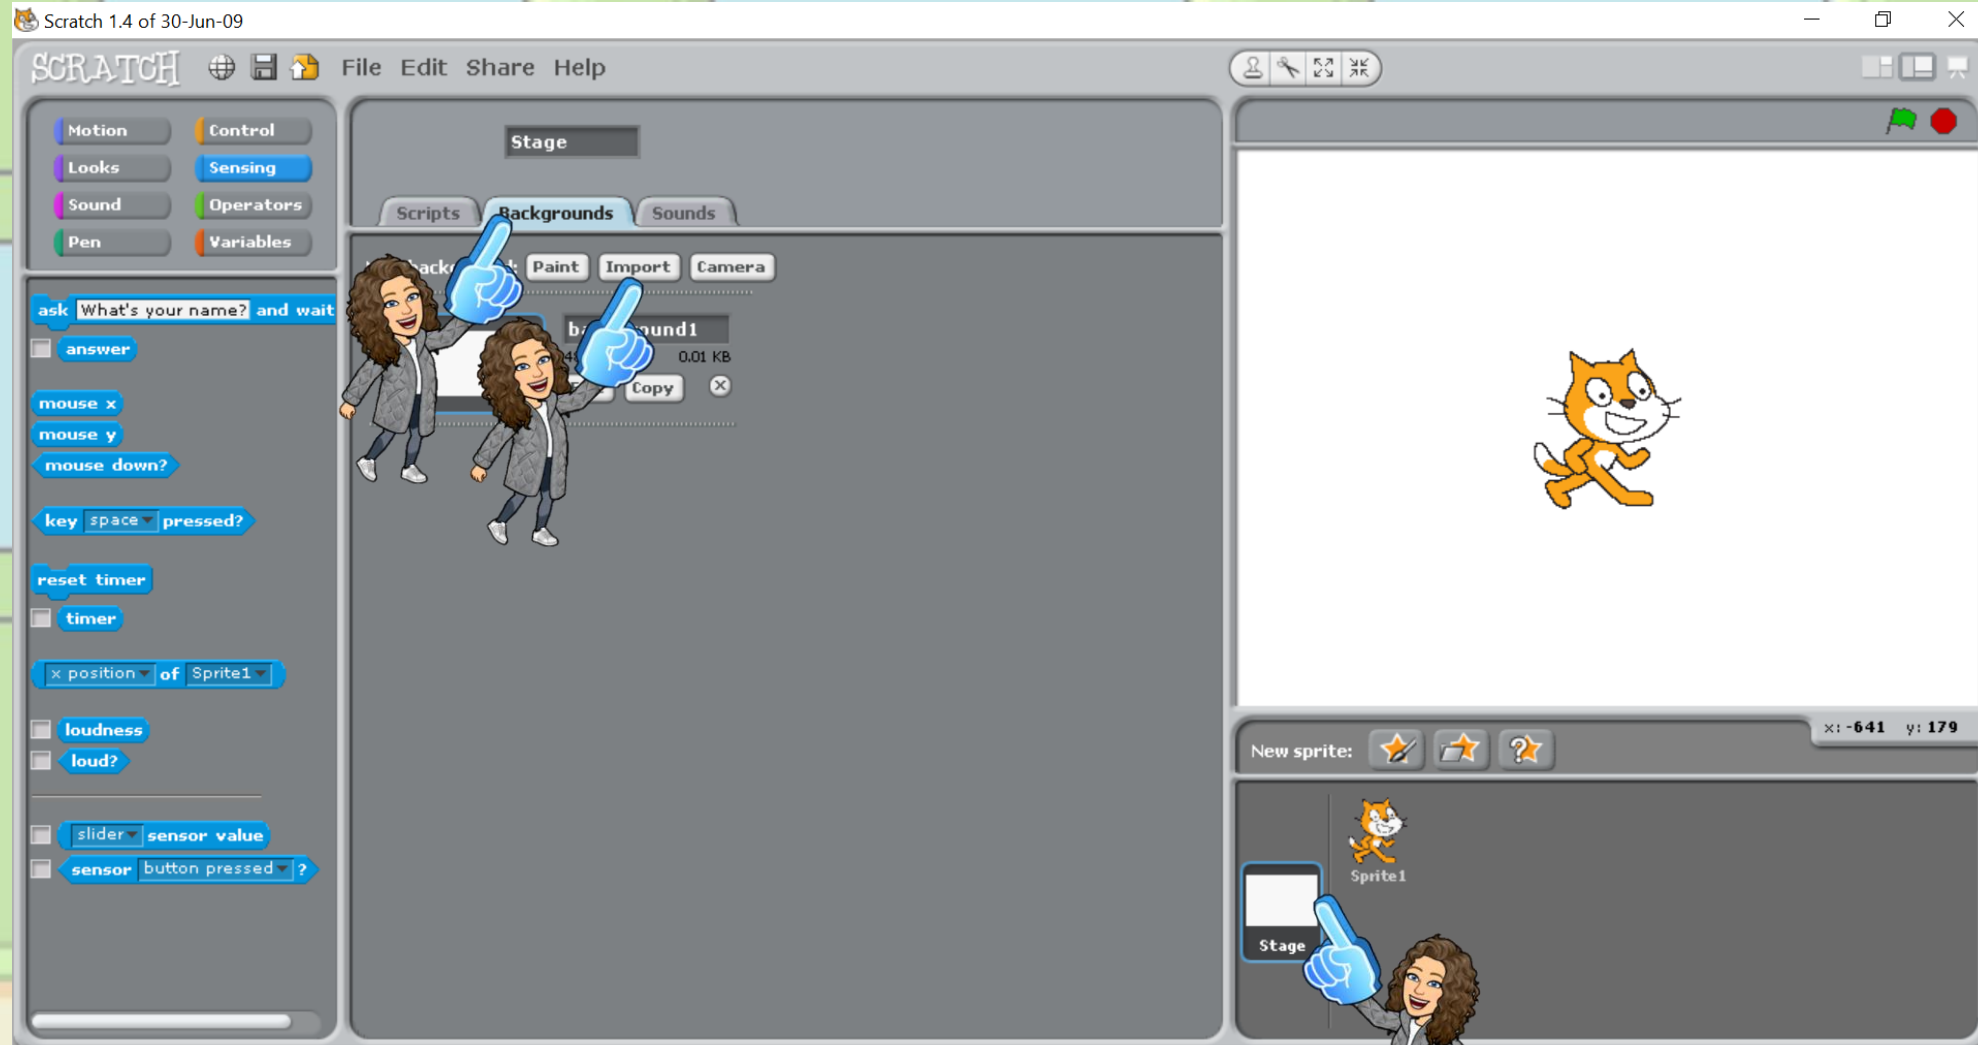 Scratch 1.4 of 30-Jun-09
SCRATCH
File Edit Share Help
Motion Control
Looks Sensing
Sound Operators
Pen Variables
ask What's your name? and wait
answer
mouse x
mouse y
mouse down?
key space pressed?
reset timer
timer
x position of Sprite1
loudness
loud?
slider sensor value
sensor button pressed ?
Stage
Scripts Backgrounds Sounds
Paint Import Camera
0.01 KB
Copy
x: -641 y: 179
New sprite:
Sprite1
Stage